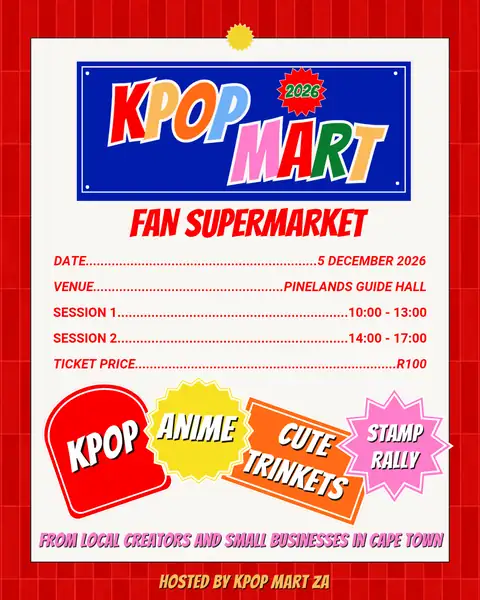 2026
KPOP
MART
FAN SUPERMARKET
DATE.......................................................5 DECEMBER 2026
VENUE.............................................PINELANDS GUIDE HALL
SESSION 1.......................................................10:00 - 13:00
SESSION 2.......................................................14:00 - 17:00
TICKET PRICE...............................................................R100
KPOP
ANIME
CUTE
TRINKETS
STAMP
RALLY
FROM LOCAL CREATORS AND SMALL BUSINESSES IN CAPE TOWN
HOSTED BY KPOP MART ZA